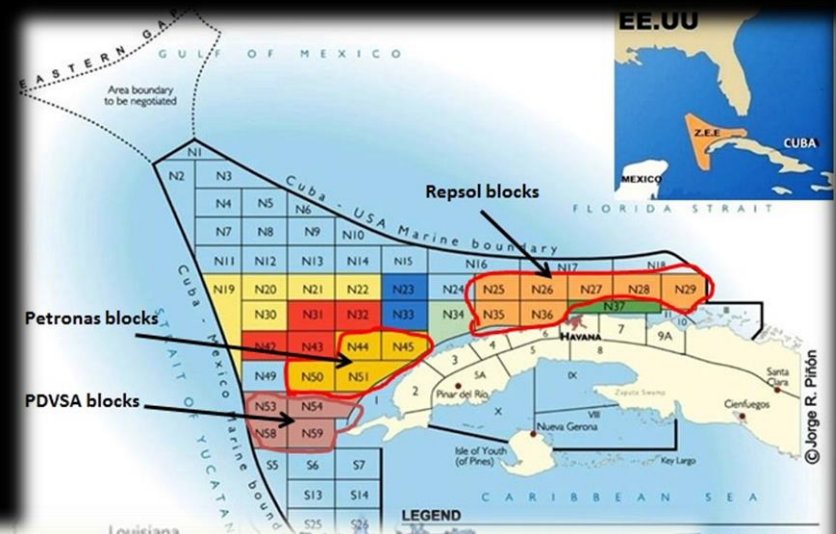 EE.UU
GULF OF MEXICO
EASTERN GAP
Area boundary
to be negotiated
Z.E.E
CUBA
MEXICO
Cuba - USA Marine boundary
Repsol blocks
FLORIDA STRAIT
N1
N2 N3
N4 N5 N6
N7 N8 N9 N10
N11 N12 N13 N14 N15 N16 N17 N18
N19 N20 N21 N22 N23 N24 N25 N26 N27 N28 N29
N30 N31 N32 N33 N34 N35 N36 N37
Petronas blocks
Cuba - Mexico Marine bound
STRAIT OF YUCATAN
N42 N43 N44 N45
HAVANA
N49 N50 N51
PDVSA blocks
N53 N54
N58 N59
1 2 3 4 5 6 7 8 9A 10 II III
5A IX
Pinar del Río
Zapata Swamp
Santa
Clara
Cienfuegos
X VIII
Nueva Gerona
Isle of Youth
(of Pines)
Key Largo
S5 S6 S7
S13 S14
S25 S26
CARIBBEAN SEA
LEGEND
Louisiana
© Jorge R. Piñón